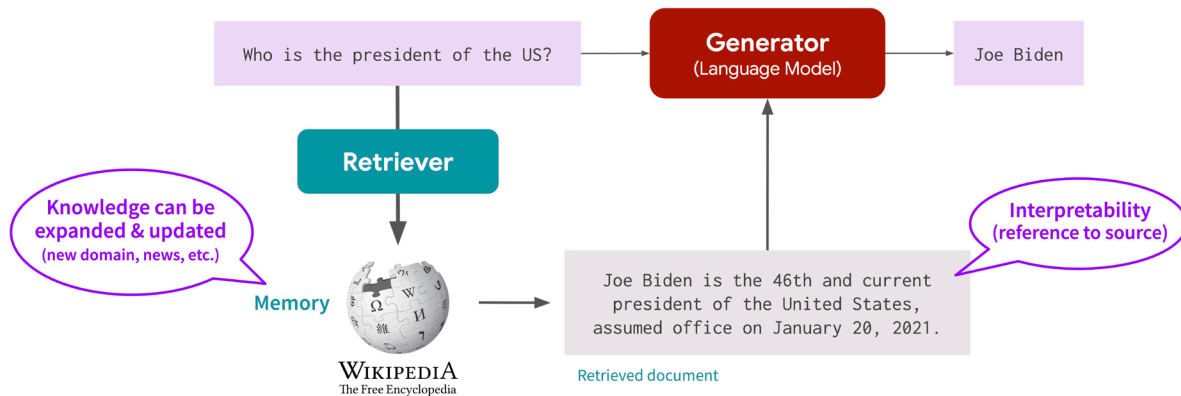 Who is the president of the US?
Generator
(Language Model)
Joe Biden
Retriever
Knowledge can be
expanded & updated
(new domain, news, etc.)
Interpretability
(reference to source)
Memory
Ω
W
維
И
WIKIPEDIA
The Free Encyclopedia
Joe Biden is the 46th and current
president of the United States,
assumed office on January 20, 2021.
Retrieved document